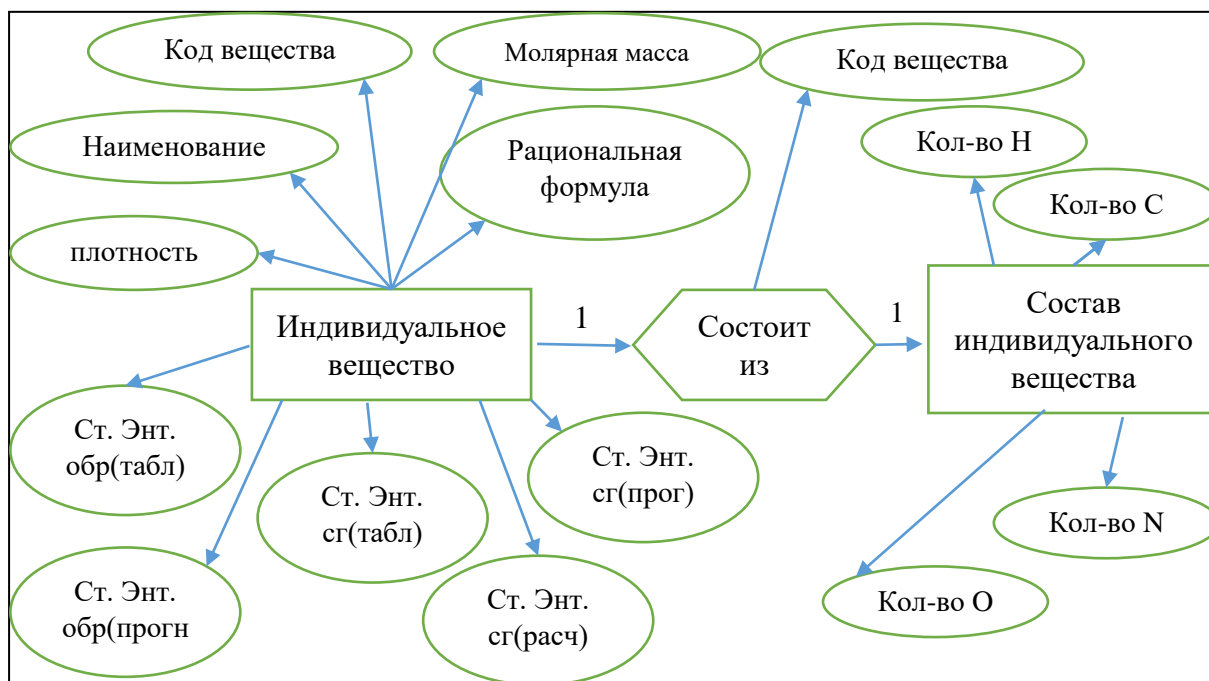 Код вещества
Молярная масса
Код вещества
Наименование
Рациональная
формула
Кол-во H
Кол-во C
плотность
Индивидуальное
вещество
1
Состоит
из
1
Состав
индивидуального
вещества
Ст. Энт.
обр(табл)
Ст. Энт.
сг(табл)
Ст. Энт.
сг(прог)
Кол-во N
Ст. Энт.
обр(прогн
Ст. Энт.
сг(расч)
Кол-во O